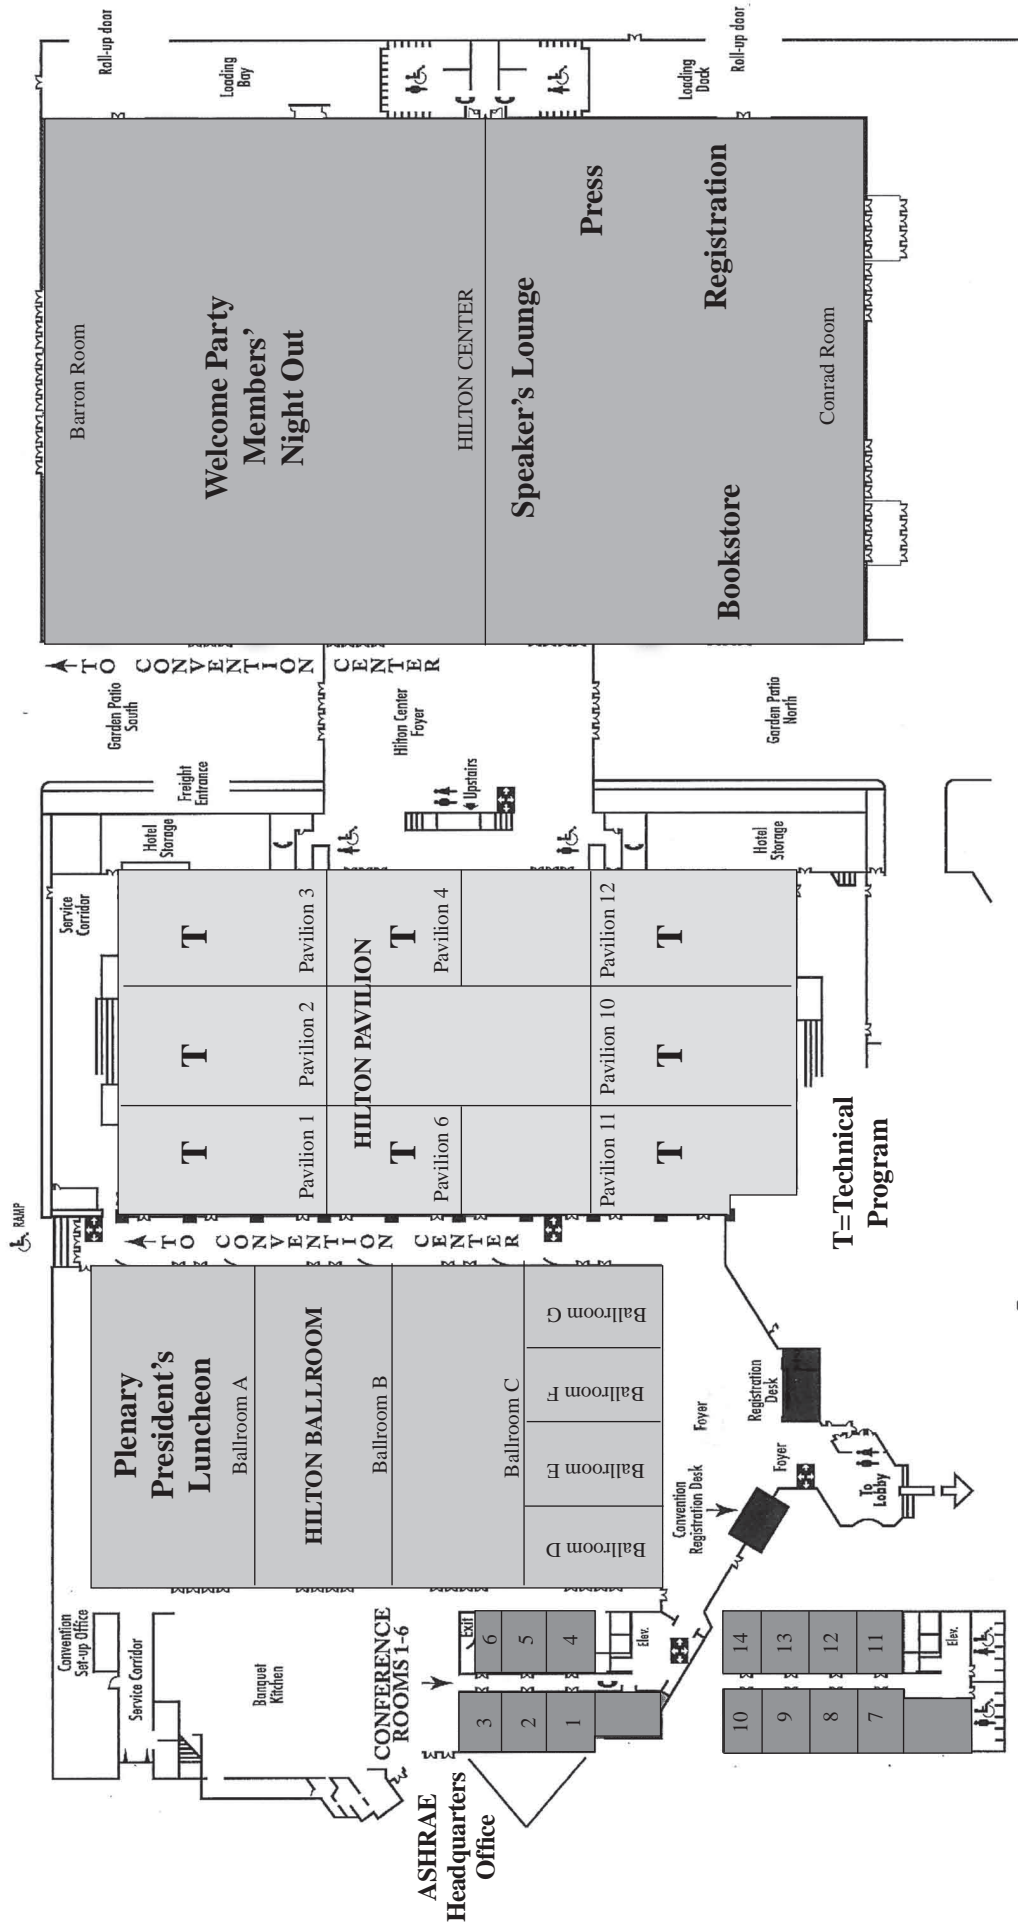 ASHRAE
Headquarters
Office
CONFERENCE
ROOMS 1-6
Convention
Set-up Office
Service Corridor
Banquet
Kitchen
Exit
3
2
1
6
5
4
Elev.
10
9
8
7
14
13
12
11
Elev.
Plenary
President's
Luncheon
Ballroom A
HILTON BALLROOM
Ballroom B
Ballroom C
Ballroom D
Ballroom E
Ballroom F
Ballroom G
Convention
Registration Desk
Foyer
Foyer
To
Lobby
Registration
Desk
RAMP
TO CONVENTION CENTER
Service
Corridor
T
Pavilion 1
T
Pavilion 2
T
Pavilion 3
HILTON PAVILION
T
Pavilion 6
T
Pavilion 4
Pavilion 11
T
Pavilion 10
T
Pavilion 12
T
T=Technical
Program
Hotel
Storage
Freight
Entrance
Garden Patio
South
Upstairs
Hilton Center
Foyer
Hotel
Storage
Garden Patio
North
TO CONVENTION CENTER
Barron Room
Welcome Party
Members'
Night Out
HILTON CENTER
Speaker's Lounge
Press
Bookstore
Registration
Conrad Room
Roll-up door
Loading
Bay
Loading
Dock
Roll-up door